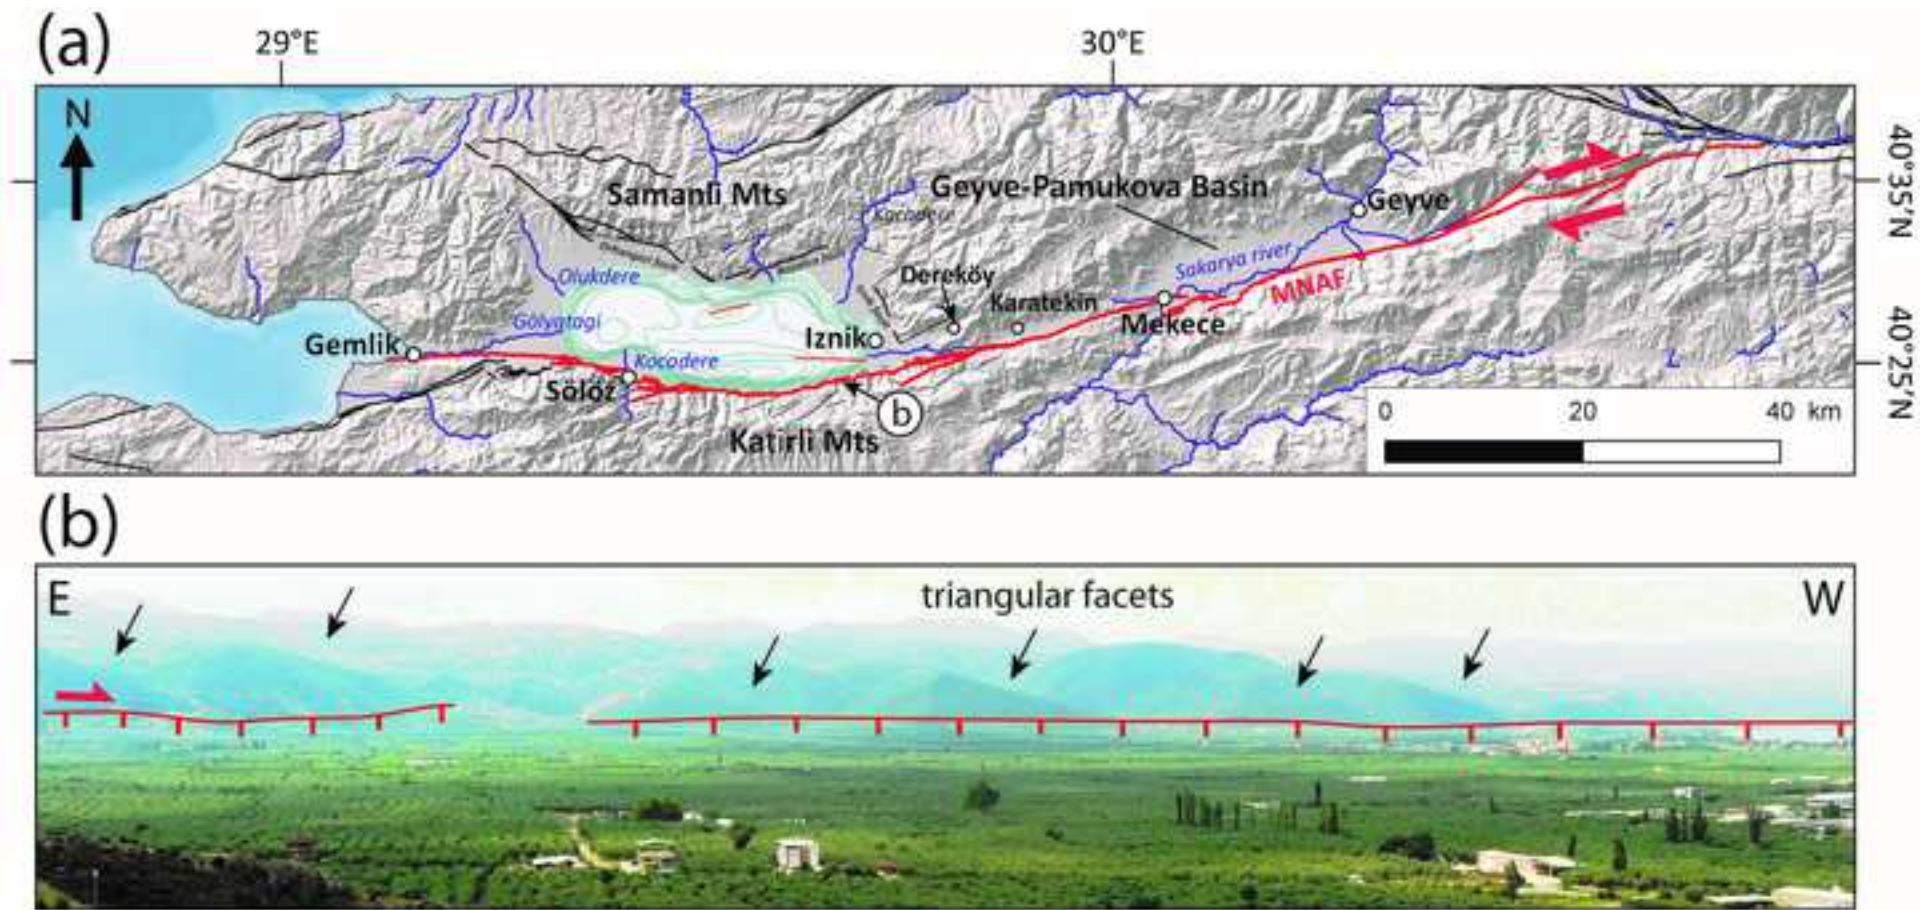 (a)
29°E
30°E
N
40°35'N
Samanli Mts
Geyve-Pamukova Basin
Geyve
Karadere
Sakarya river
Olukdere
Dereköy
Karatekin
MNAF
Gölyatagi
Iznik
Mekece
Gemlik
Kocadere
40°25'N
Sölöz
b
Katirli Mts
0 20 40 km
(b)
E
triangular facets
W